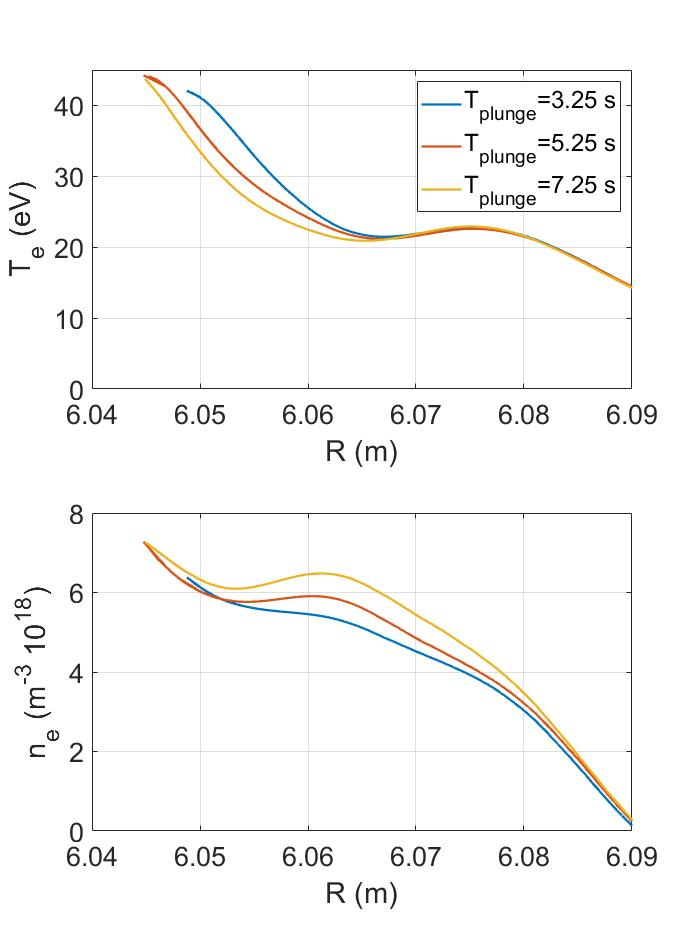 40
30
20
10
0
T_e (eV)
T_plunge=3.25 s
T_plunge=5.25 s
T_plunge=7.25 s
6.04 6.05 6.06 6.07 6.08 6.09
R (m)
8
6
4
2
0
n_e (m^-3 10^18)
6.04 6.05 6.06 6.07 6.08 6.09
R (m)